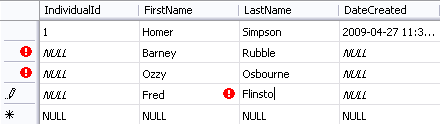 IndividualId FirstName LastName DateCreated
1 Homer Simpson 2009-04-27 11:3...
NULL Barney Rubble NULL
NULL Ozzy Osbourne NULL
NULL Fred Flinsto NULL
NULL NULL NULL NULL